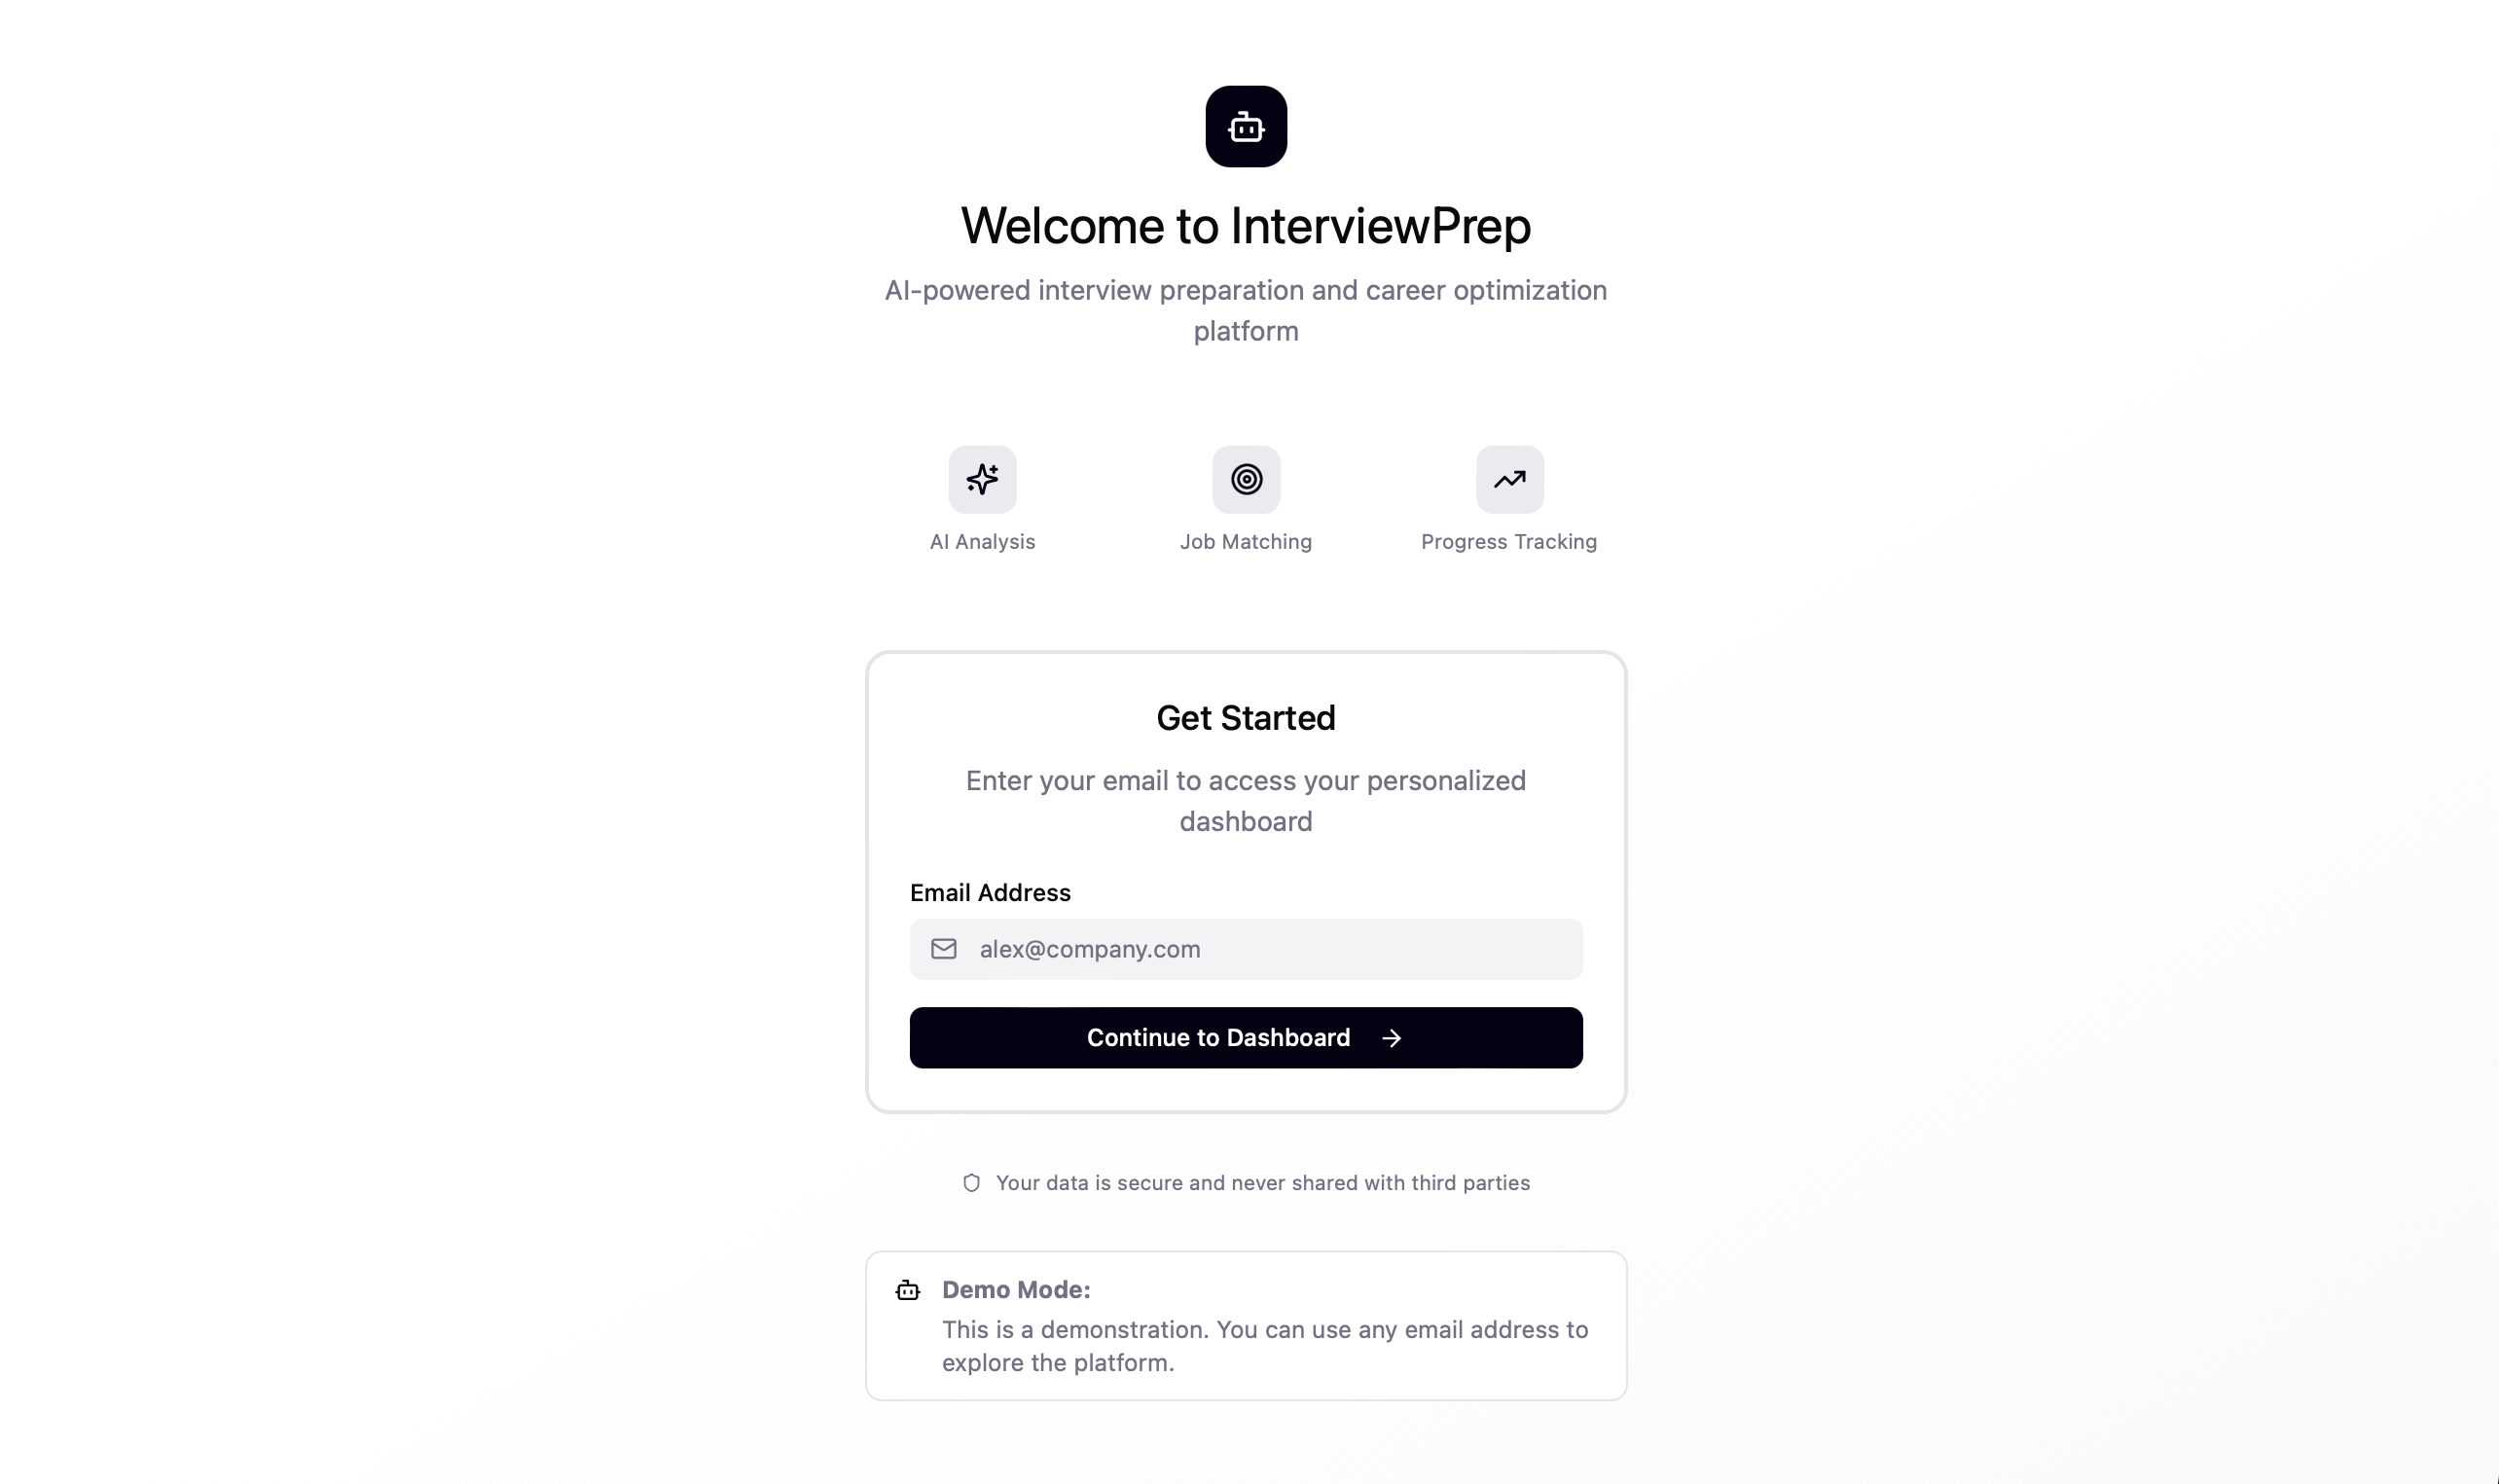 Welcome to InterviewPrep
AI-powered interview preparation and career optimization
platform
AI Analysis
Job Matching
Progress Tracking
Get Started
Enter your email to access your personalized
dashboard
Email Address
alex@company.com
Continue to Dashboard
Your data is secure and never shared with third parties
Demo Mode:
This is a demonstration. You can use any email address to
explore the platform.